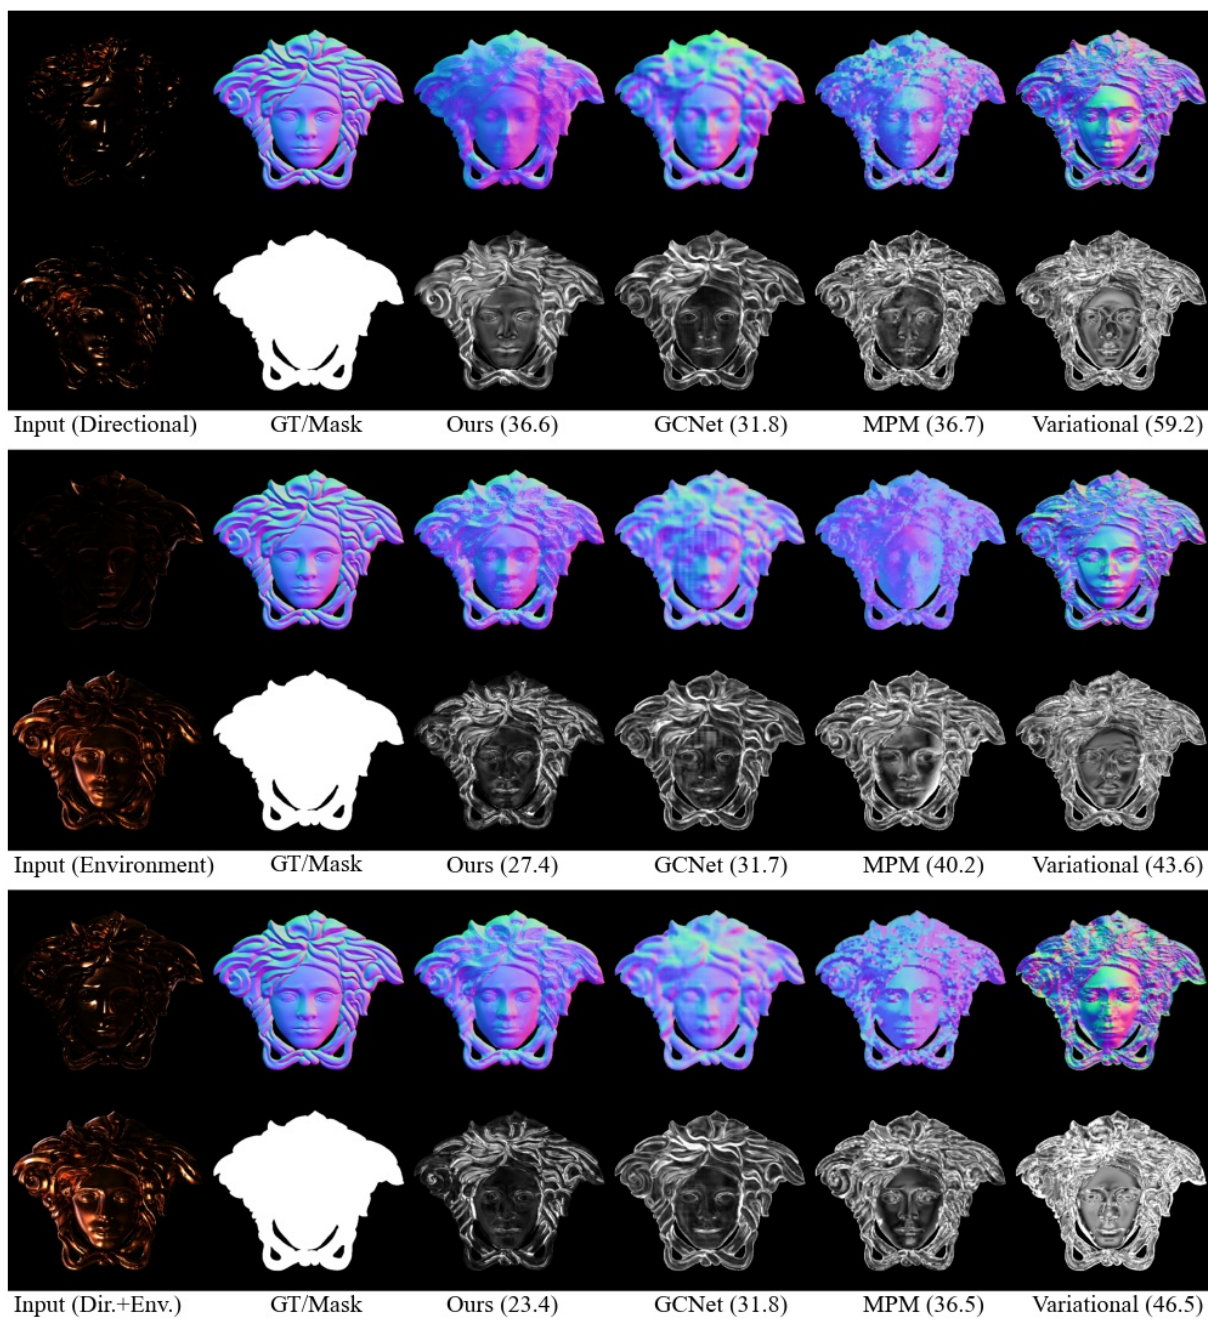 Input (Directional) GT/Mask Ours (36.6) GCNet (31.8) MPM (36.7) Variational (59.2)
Input (Environment) GT/Mask Ours (27.4) GCNet (31.7) MPM (40.2) Variational (43.6)
Input (Dir.+Env.) GT/Mask Ours (23.4) GCNet (31.8) MPM (36.5) Variational (46.5)